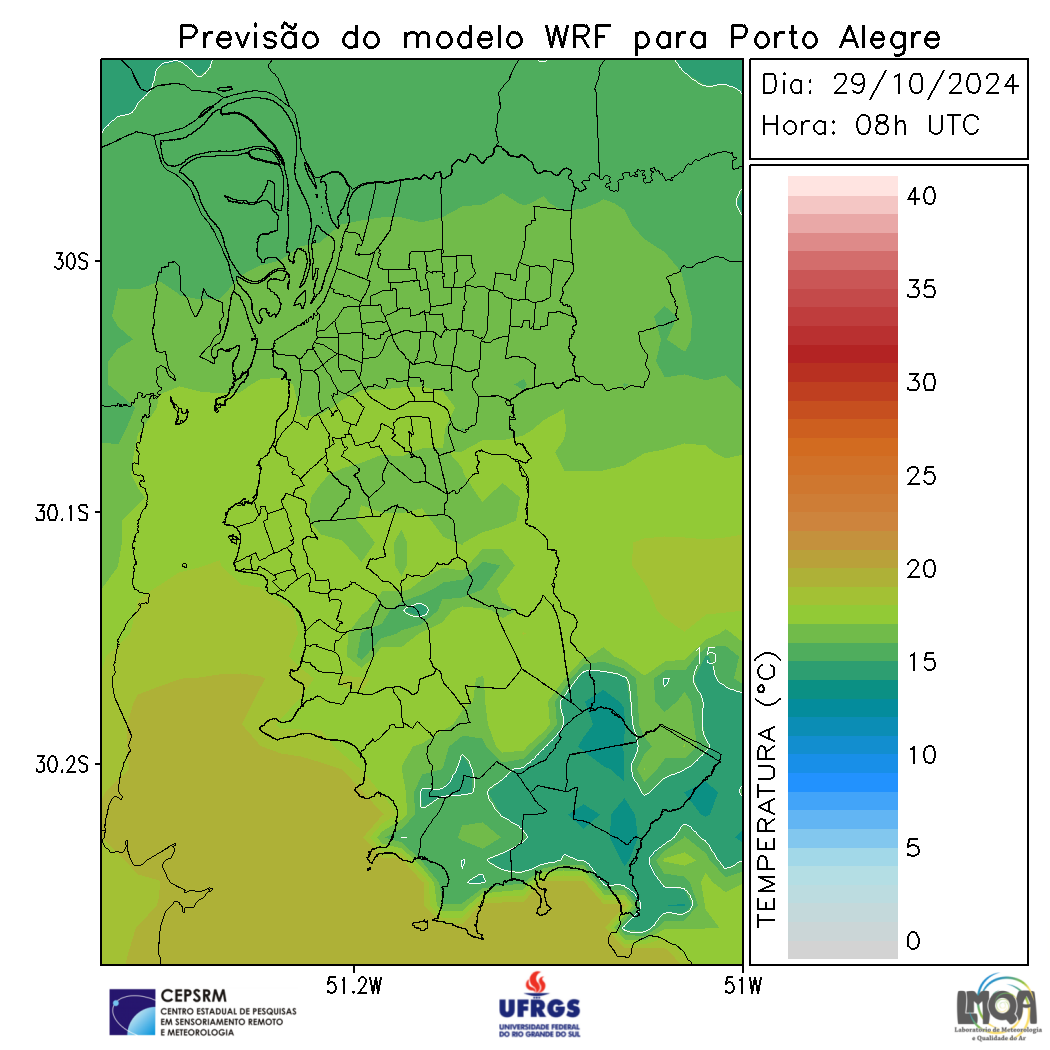 Previsão do modelo WRF para Porto Alegre
Dia: 29/10/2024
Hora: 08h UTC
30S
30.1S
30.2S
51.2W
51W
15
TEMPERATURA (°C)
40
35
30
25
20
15
10
5
0
CEPSRM
CENTRO ESTADUAL DE PESQUISAS
EM SENSORIAMENTO REMOTO
E METEOROLOGIA
UFRGS
UNIVERSIDADE FEDERAL
DO RIO GRANDE DO SUL
LMQA
Laboratório de Meteorologia
e Qualidade do Ar